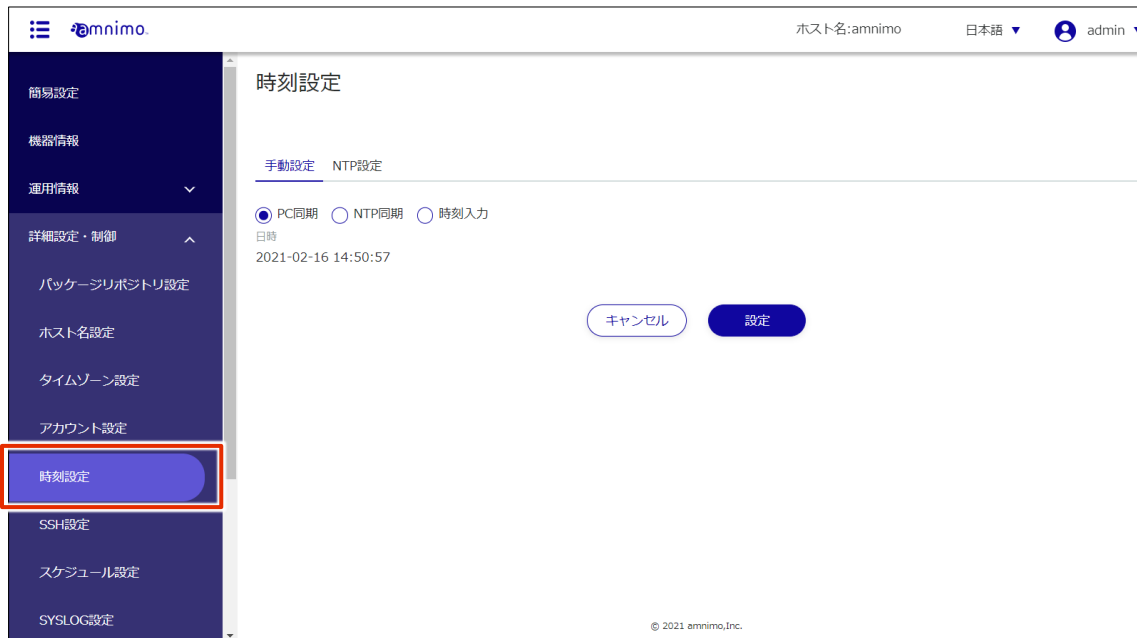 amnimo
ホスト名:amnimo
日本語
admin
簡易設定
機器情報
運用情報
詳細設定・制御
パッケージリポジトリ設定
ホスト名設定
タイムゾーン設定
アカウント設定
時刻設定
SSH設定
スケジュール設定
SYSLOG設定
時刻設定
手動設定 NTP設定
PC同期 NTP同期 時刻入力
日時
2021-02-16 14:50:57
キャンセル 設定
© 2021 amnimo,Inc.